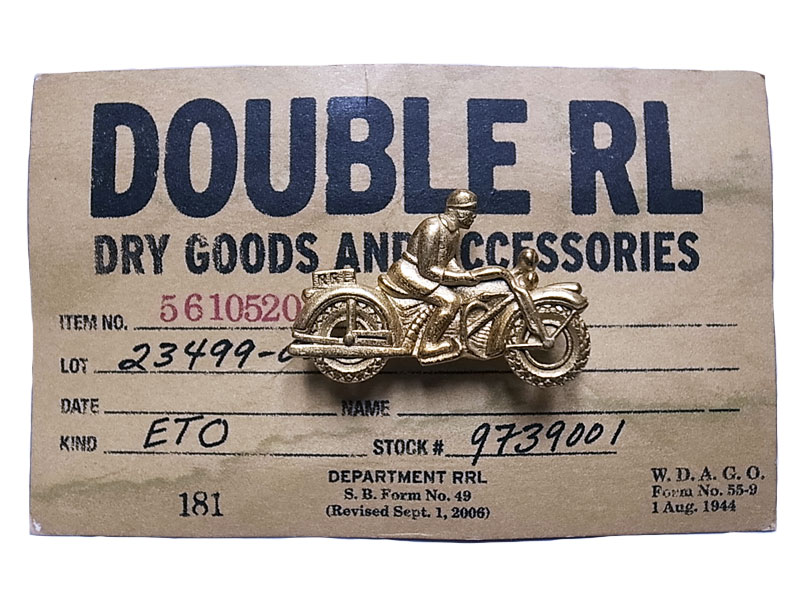 DOUBLE RL
DRY GOODS AND ACCESSORIES
RRL
ITEM NO. 5610520
LOT 23499-
DATE NAME
KIND ETO STOCK # 9739001
181
DEPARTMENT RRL
S. B. Form No. 49
(Revised Sept. 1, 2006)
W. D. A. G. O.
Form No. 55-9
1 Aug. 1944